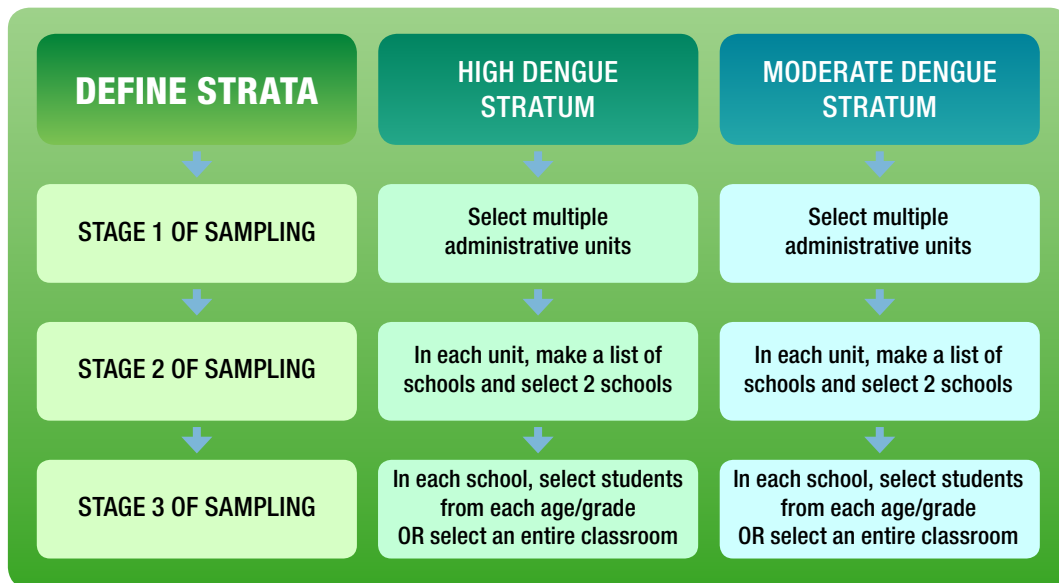 DEFINE STRATA
HIGH DENGUE
STRATUM
MODERATE DENGUE
STRATUM
STAGE 1 OF SAMPLING
Select multiple
administrative units
Select multiple
administrative units
STAGE 2 OF SAMPLING
In each unit, make a list of
schools and select 2 schools
In each unit, make a list of
schools and select 2 schools
STAGE 3 OF SAMPLING
In each school, select students
from each age/grade
OR select an entire classroom
In each school, select students
from each age/grade
OR select an entire classroom